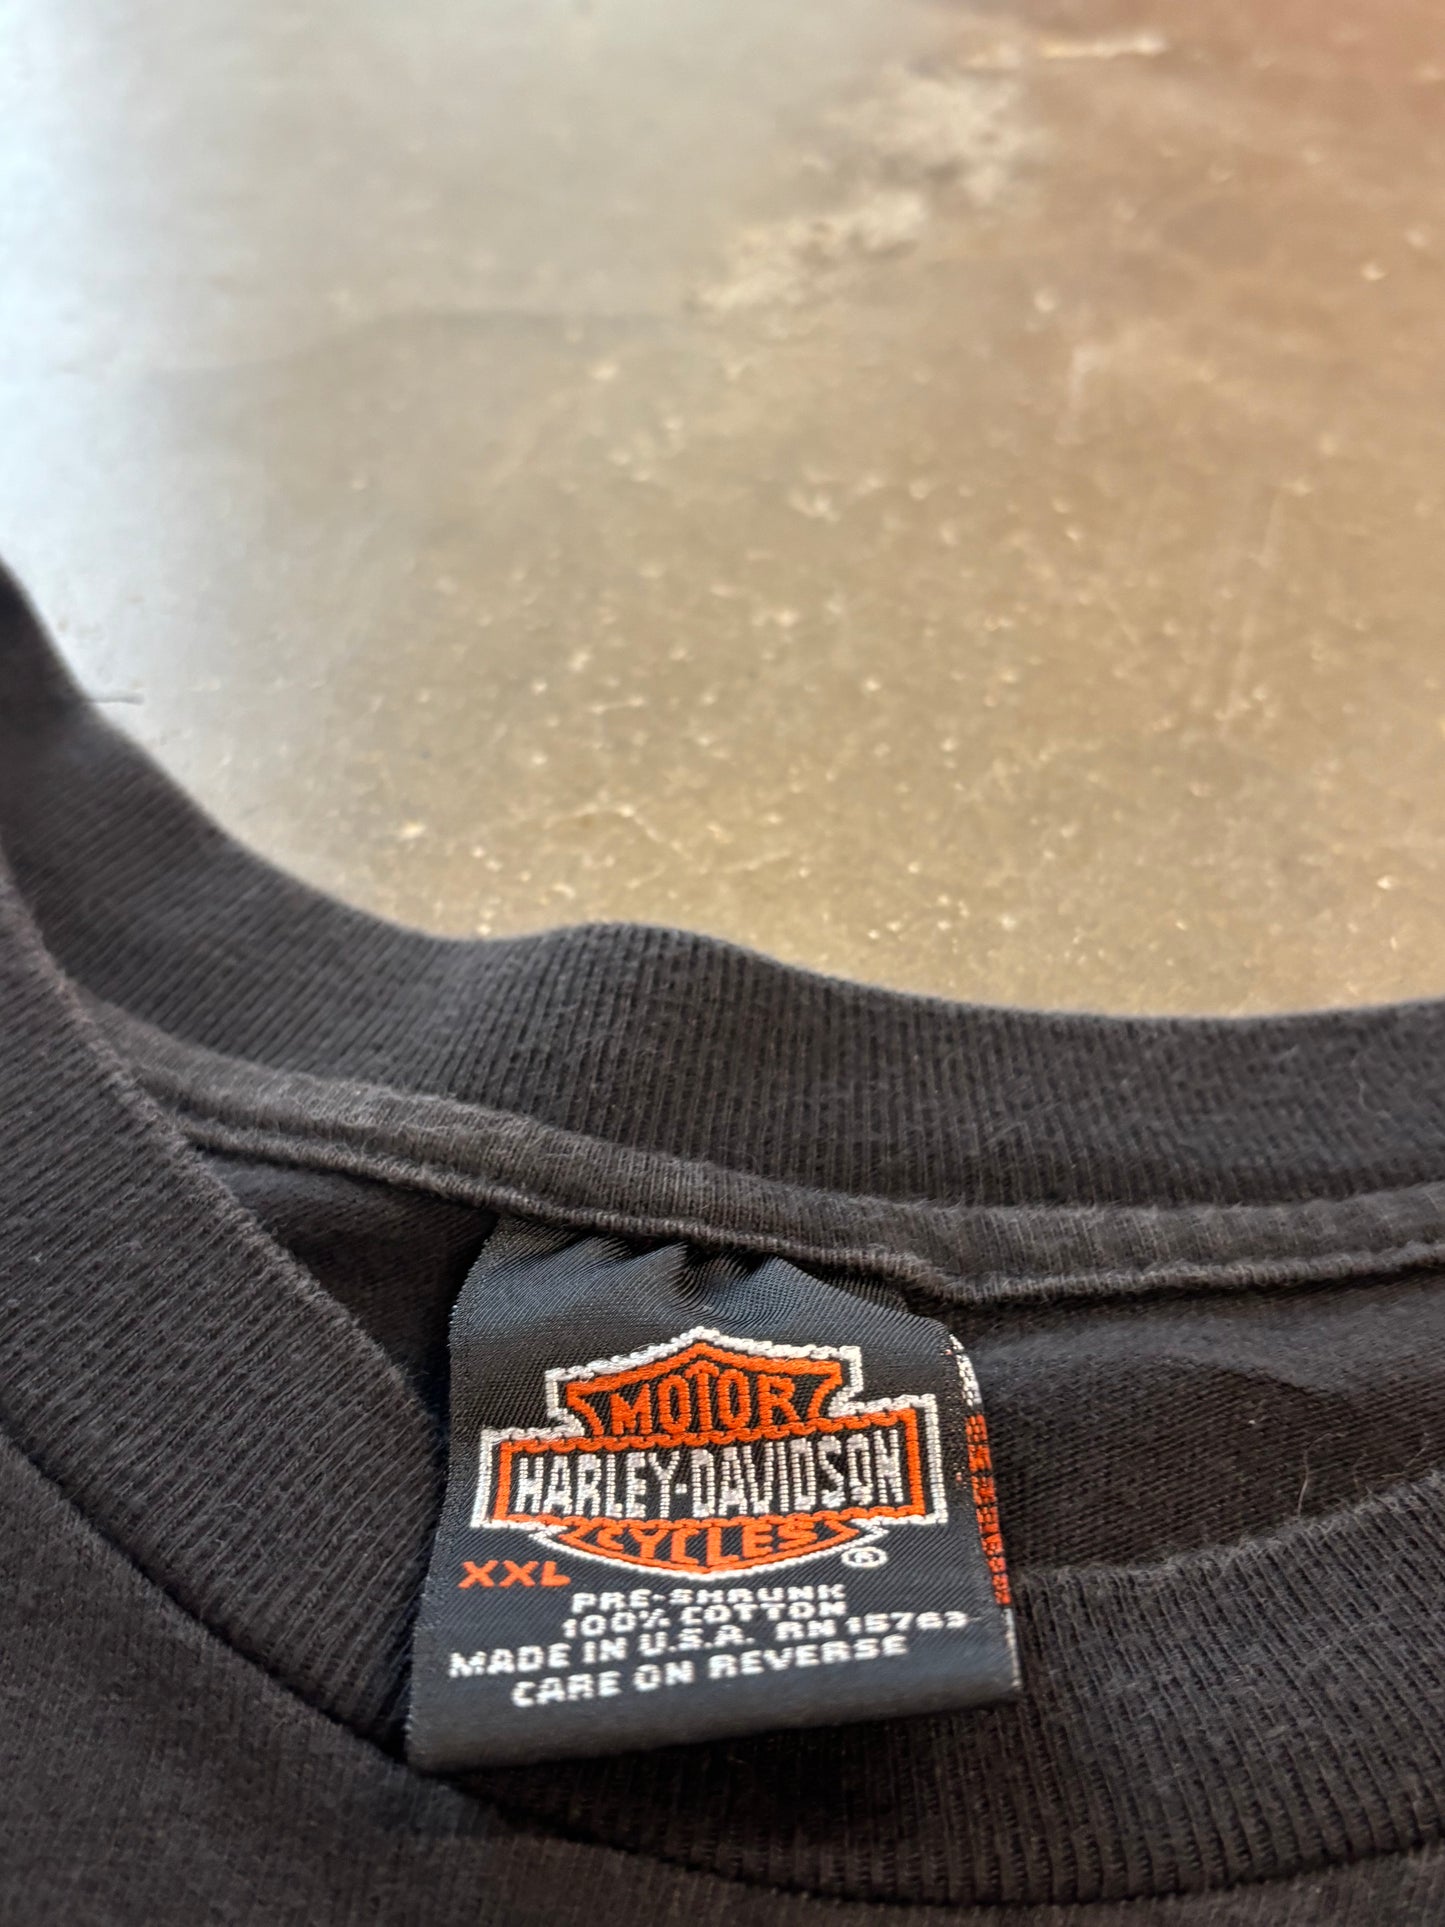 MOTOR
HARLEY-DAVIDSON
CYCLES
®
XXL
PRE-SHRUNK
100% COTTON
MADE IN U.S.A. RN 15763
CARE ON REVERSE